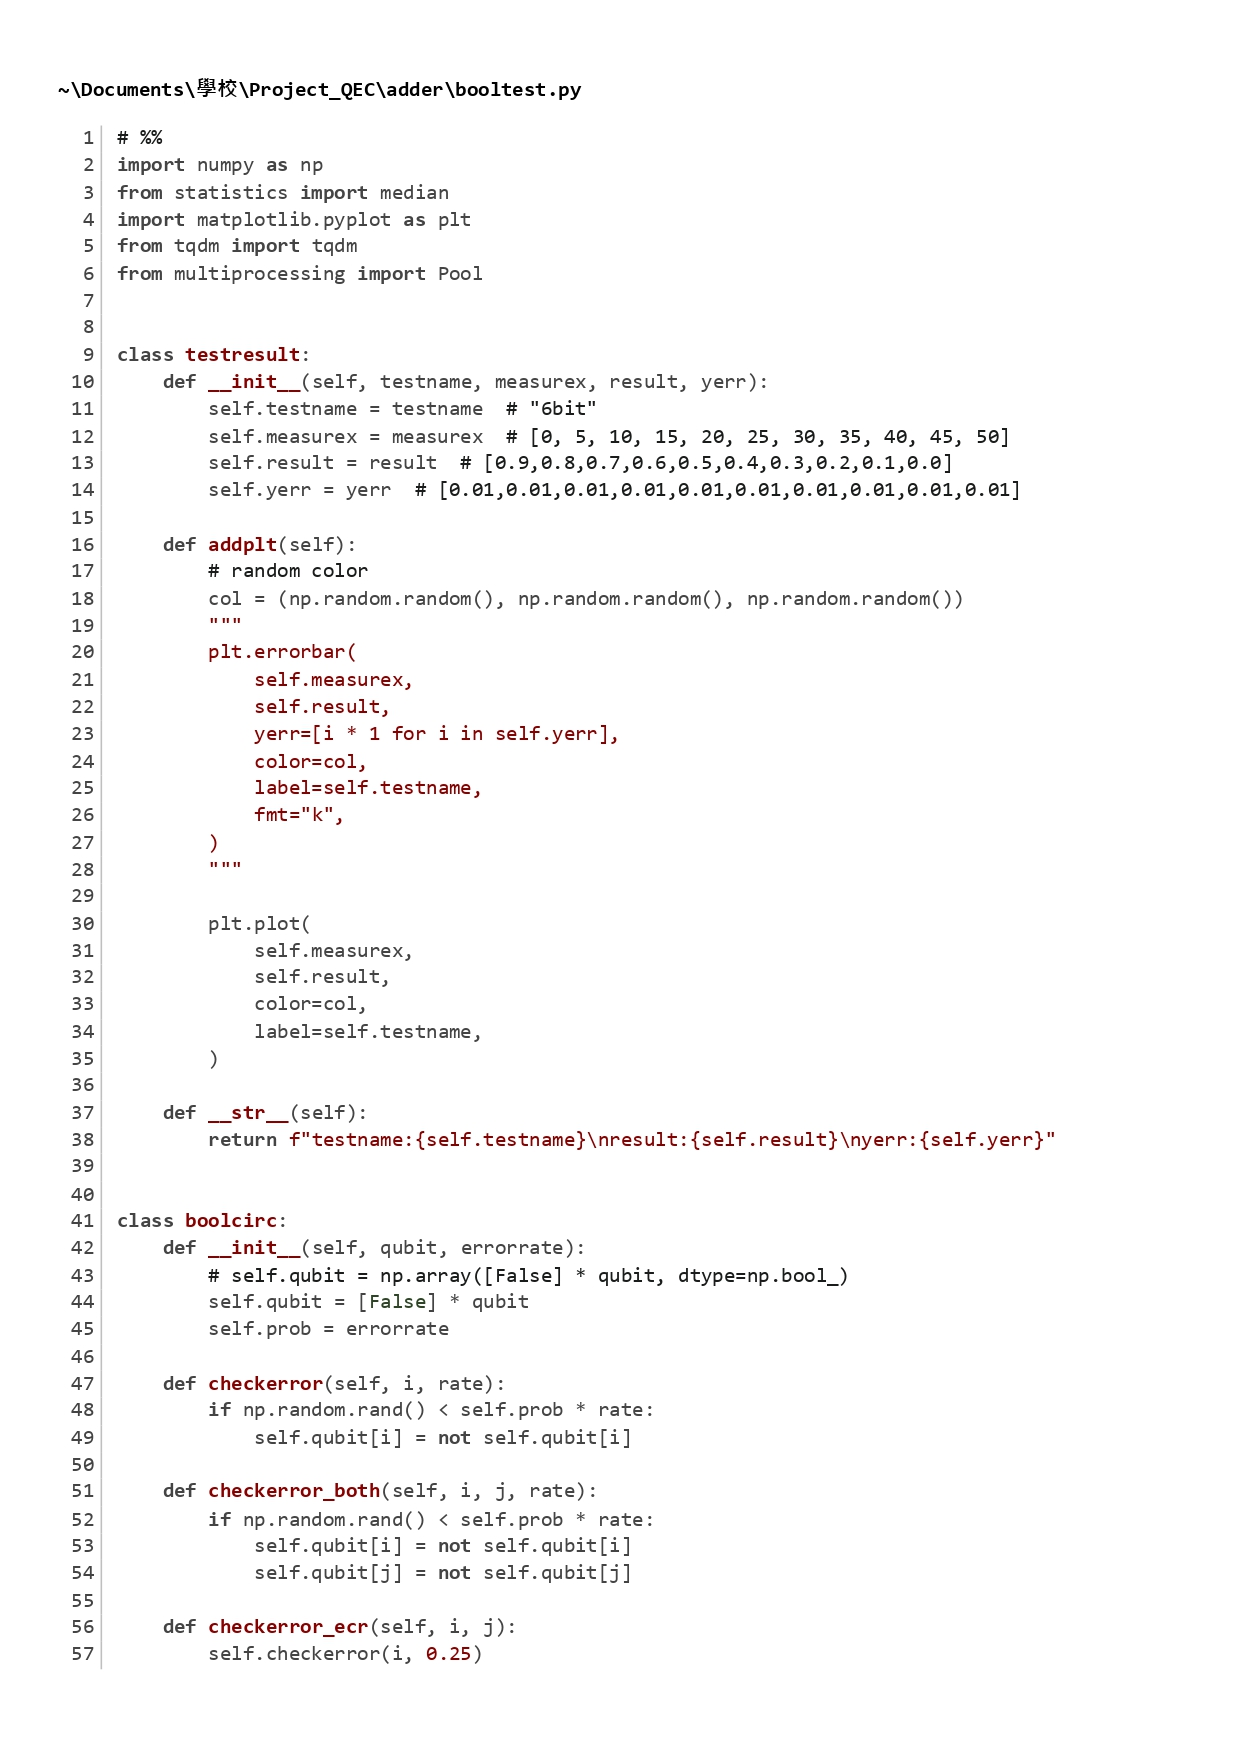 ~\Documents\學校\Project_QEC\adder\booltest.py
1 # %%
2 import numpy as np
3 from statistics import median
4 import matplotlib.pyplot as plt
5 from tqdm import tqdm
6 from multiprocessing import Pool
7
8
9 class testresult:
10     def __init__(self, testname, measurex, result, yerr):
11         self.testname = testname  # "6bit"
12         self.measurex = measurex  # [0, 5, 10, 15, 20, 25, 30, 35, 40, 45, 50]
13         self.result = result  # [0.9,0.8,0.7,0.6,0.5,0.4,0.3,0.2,0.1,0.0]
14         self.yerr = yerr  # [0.01,0.01,0.01,0.01,0.01,0.01,0.01,0.01,0.01,0.01]
15
16     def addplt(self):
17         # random color
18         col = (np.random.random(), np.random.random(), np.random.random())
19         """
20         plt.errorbar(
21             self.measurex,
22             self.result,
23             yerr=[i * 1 for i in self.yerr],
24             color=col,
25             label=self.testname,
26             fmt="k",
27         )
28         """
29
30         plt.plot(
31             self.measurex,
32             self.result,
33             color=col,
34             label=self.testname,
35         )
36
37     def __str__(self):
38         return f"testname:{self.testname}\nresult:{self.result}\nyerr:{self.yerr}"
39
40
41 class boolcirc:
42     def __init__(self, qubit, errorrate):
43         # self.qubit = np.array([False] * qubit, dtype=np.bool_)
44         self.qubit = [False] * qubit
45         self.prob = errorrate
46
47     def checkerror(self, i, rate):
48         if np.random.rand() < self.prob * rate:
49             self.qubit[i] = not self.qubit[i]
50
51     def checkerror_both(self, i, j, rate):
52         if np.random.rand() < self.prob * rate:
53             self.qubit[i] = not self.qubit[i]
54             self.qubit[j] = not self.qubit[j]
55
56     def checkerror_ecr(self, i, j):
57         self.checkerror(i, 0.25)